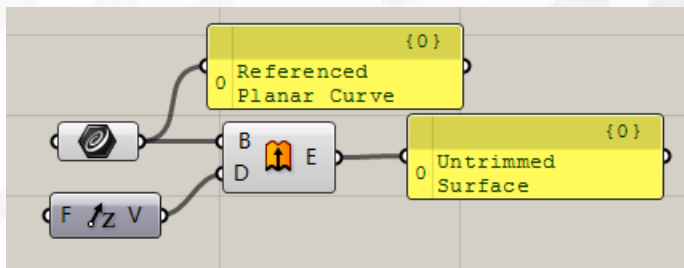 {0}
0 Referenced
Planar Curve
{0}
B
D
E
0 Untrimmed
Surface
F Z V